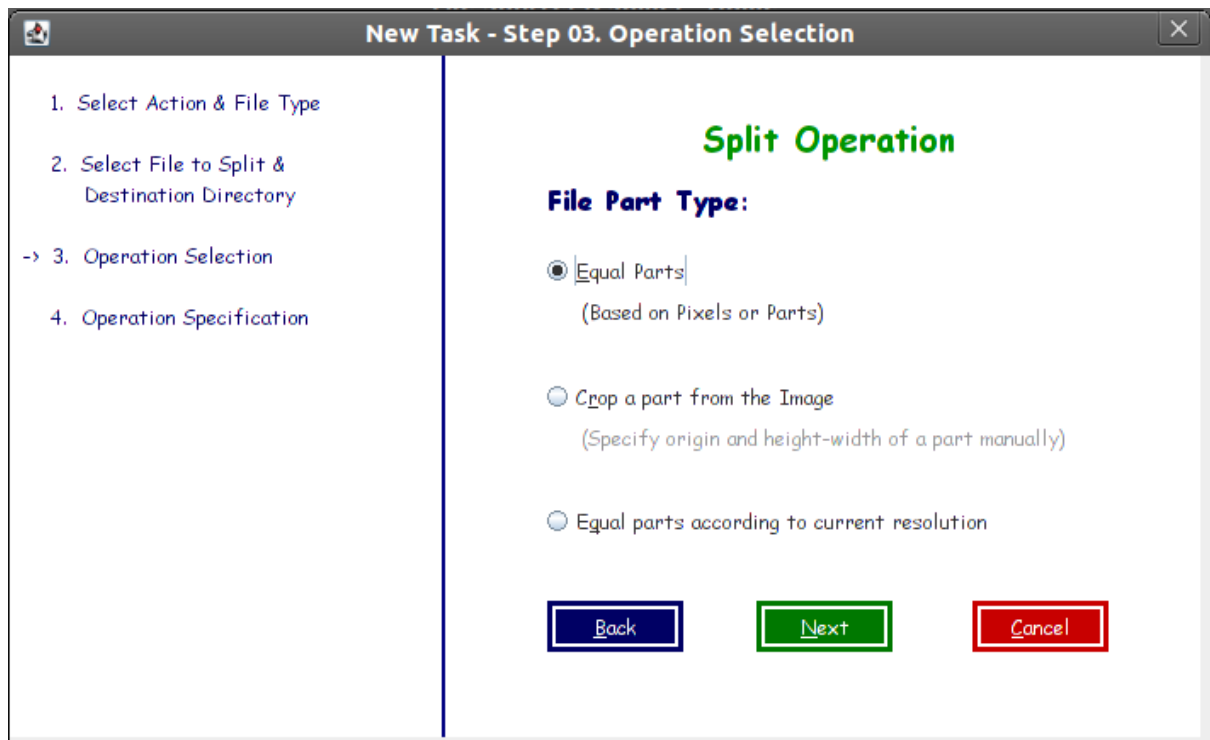 New Task - Step 03. Operation Selection
1. Select Action & File Type
2. Select File to Split &
Destination Directory
-> 3. Operation Selection
4. Operation Specification
Split Operation
File Part Type:
Equal Parts
(Based on Pixels or Parts)
Crop a part from the Image
(Specify origin and height-width of a part manually)
Equal parts according to current resolution
Back
Next
Cancel